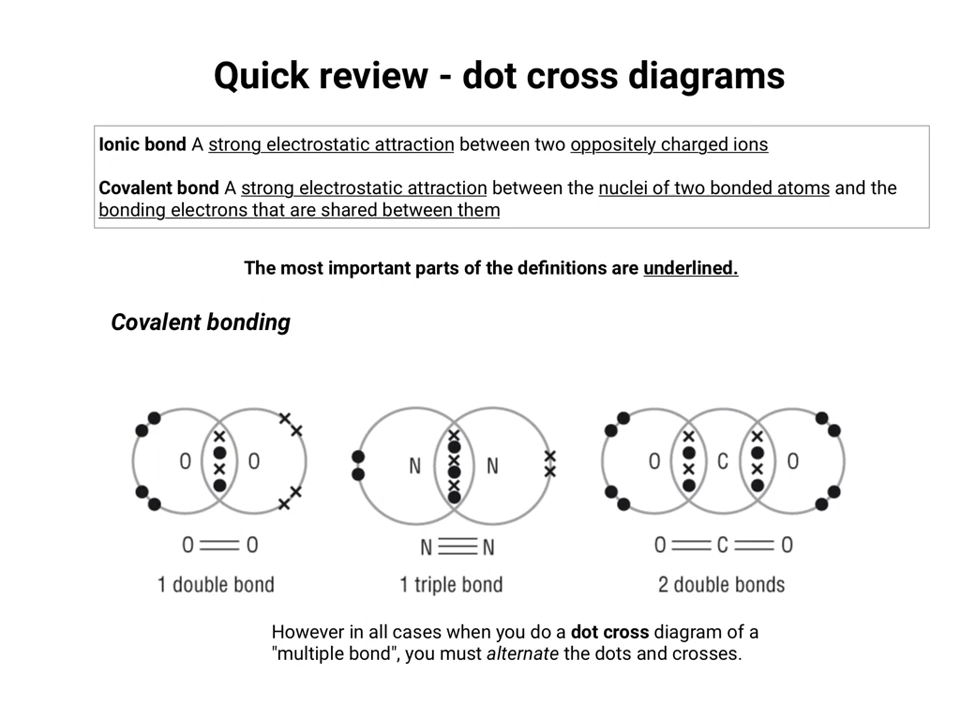 Quick review - dot cross diagrams
Ionic bond A strong electrostatic attraction between two oppositely charged ions
Covalent bond A strong electrostatic attraction between the nuclei of two bonded atoms and the
bonding electrons that are shared between them
The most important parts of the definitions are underlined.
Covalent bonding
O O
N N
O C O
O═O
N≡N
O═C═O
1 double bond
1 triple bond
2 double bonds
However in all cases when you do a dot cross diagram of a
"multiple bond", you must alternate the dots and crosses.